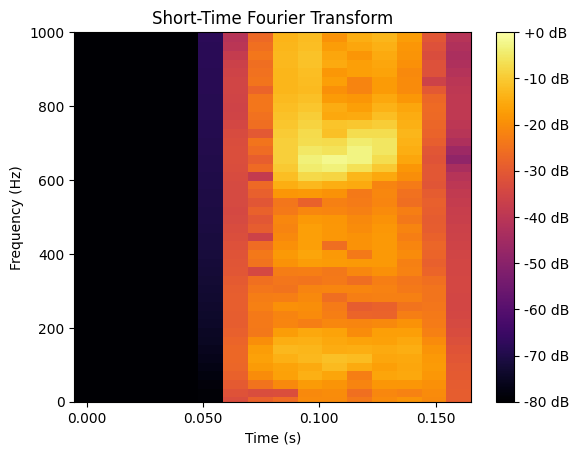 Short-Time Fourier Transform
1000
800
600
400
200
0
Frequency (Hz)
0.000
0.050
0.100
0.150
Time (s)
+0 dB
-10 dB
-20 dB
-30 dB
-40 dB
-50 dB
-60 dB
-70 dB
-80 dB